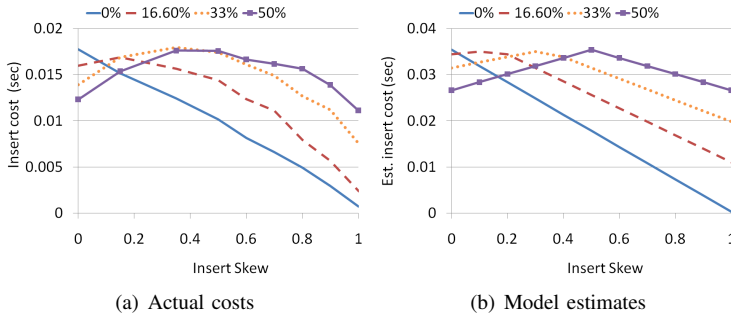 0% 16.60% 33% 50%
0.02
0.015
0.01
0.005
0
Insert cost (sec)
0 0.2 0.4 0.6 0.8 1
Insert Skew
(a) Actual costs
0% 16.60% 33% 50%
0.04
0.03
0.02
0.01
0
Est. insert cost (sec)
0 0.2 0.4 0.6 0.8 1
Insert Skew
(b) Model estimates